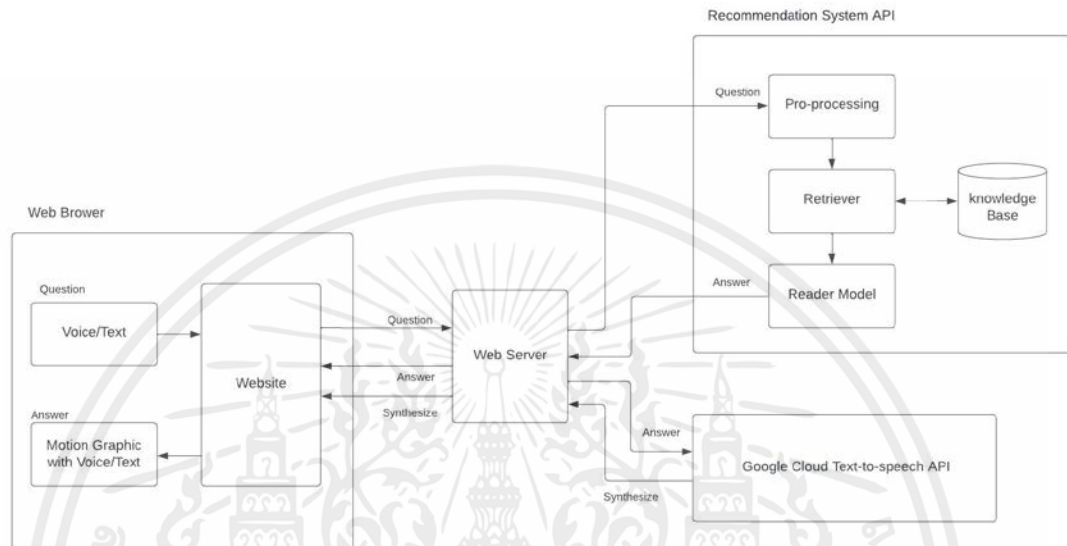 Recommendation System API
Question
Pro-processing
Retriever
knowledge
Base
Answer
Reader Model
Web Brower
Question
Voice/Text
Website
Answer
Motion Graphic
with Voice/Text
Question
Answer
Synthesize
Web Server
Answer
Synthesize
Google Cloud Text-to-speech API